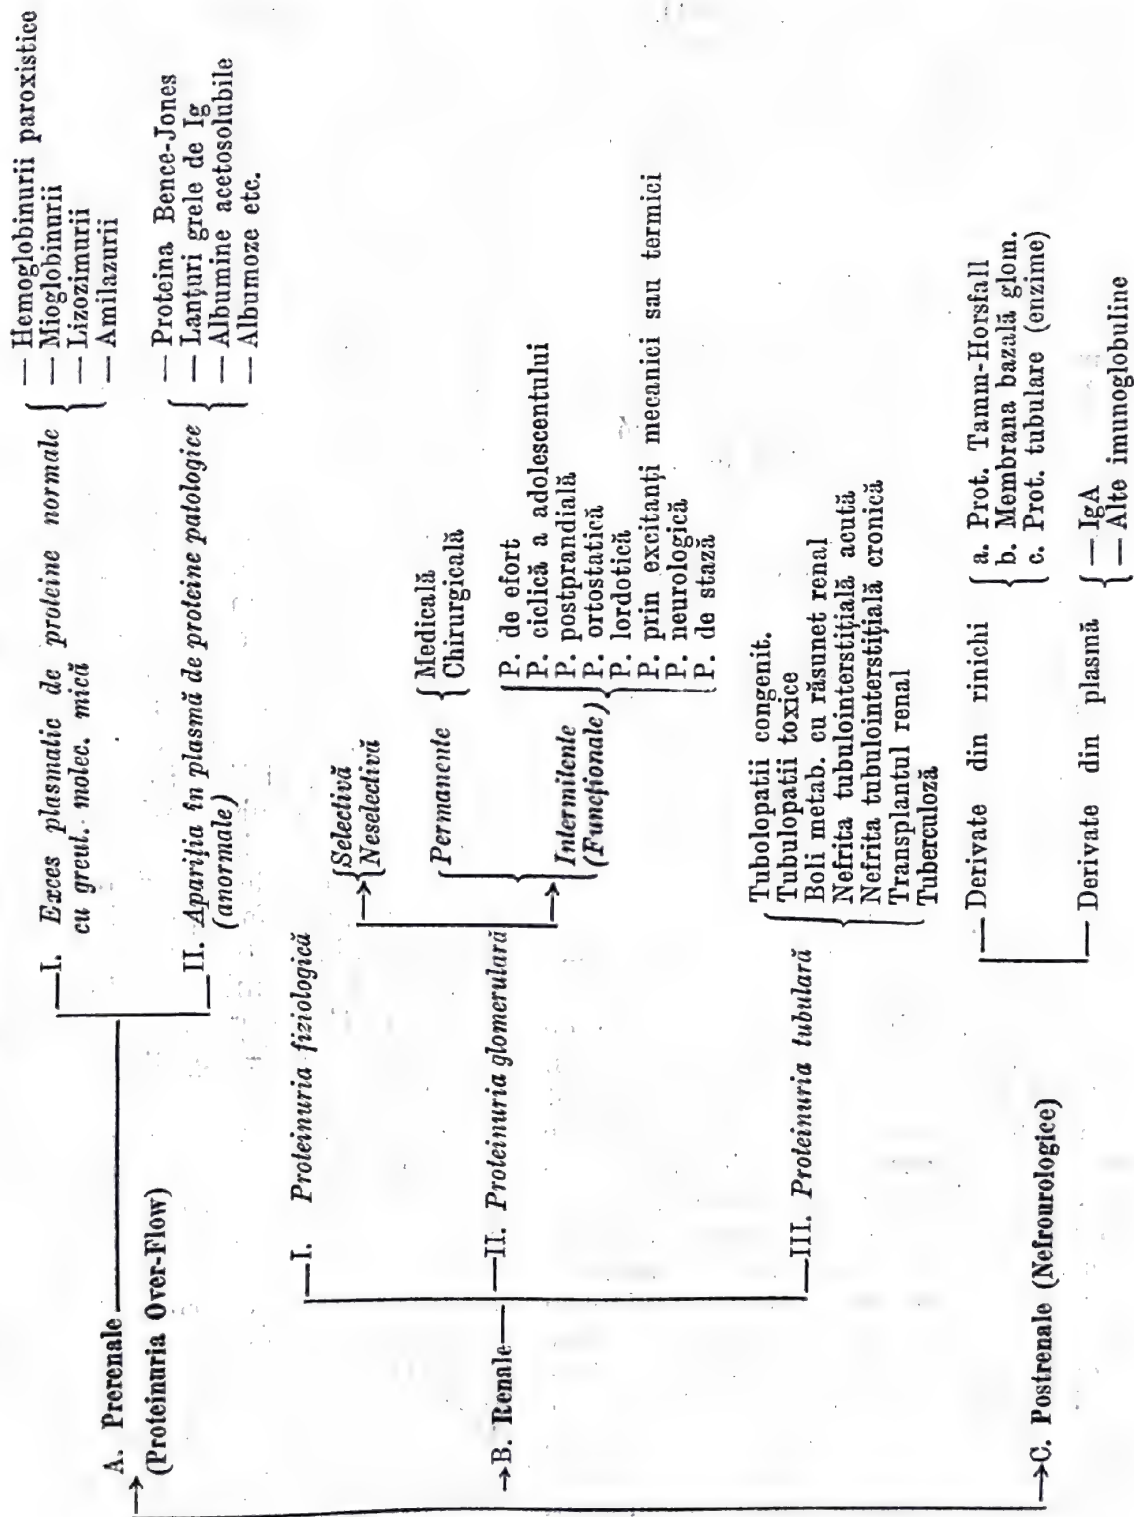 A. Prerenale
(Proteinuria Over-Flow)
I. Exces plasmatic de proteine normale
cu greut. molec. mică
— Hemoglobinurii paroxistice
— Mioglobinurii
— Lizozimurii
— Amilazurii
II. Apariția în plasmă de proteine patologice
(anormale)
— Proteina Bence-Jones
— Lanțuri grele de Ig
— Albumine acetosolubile
— Albumoze etc.
B. Renale
I. Proteinuria fiziologică
II. Proteinuria glomerulară
Selectivă
Neselectivă
Permanente
Medicală
Chirurgicală
Intermitente
(Funcționale)
P. de efort
P. ciclică a adolescentului
P. postprandială
P. ortostatică
P. lordotică
P. prin excitanți mecanici sau termici
P. neurologică
P. de stază
III. Proteinuria tubulară
Tubolopatii congenit.
Tubulopatii toxice
Boli metab. cu răsunet renal
Nefrita tubulointerstițială acută
Nefrita tubulointerstițială cronică
Transplantul renal
Tuberculoză
C. Postrenale (Nefrourologice)
Derivate din rinichi
a. Prot. Tamm-Horsfall
b. Membrana bazală glom.
c. Prot. tubulare (enzime)
Derivate din plasmă
— IgA
— Alte imunoglobuline